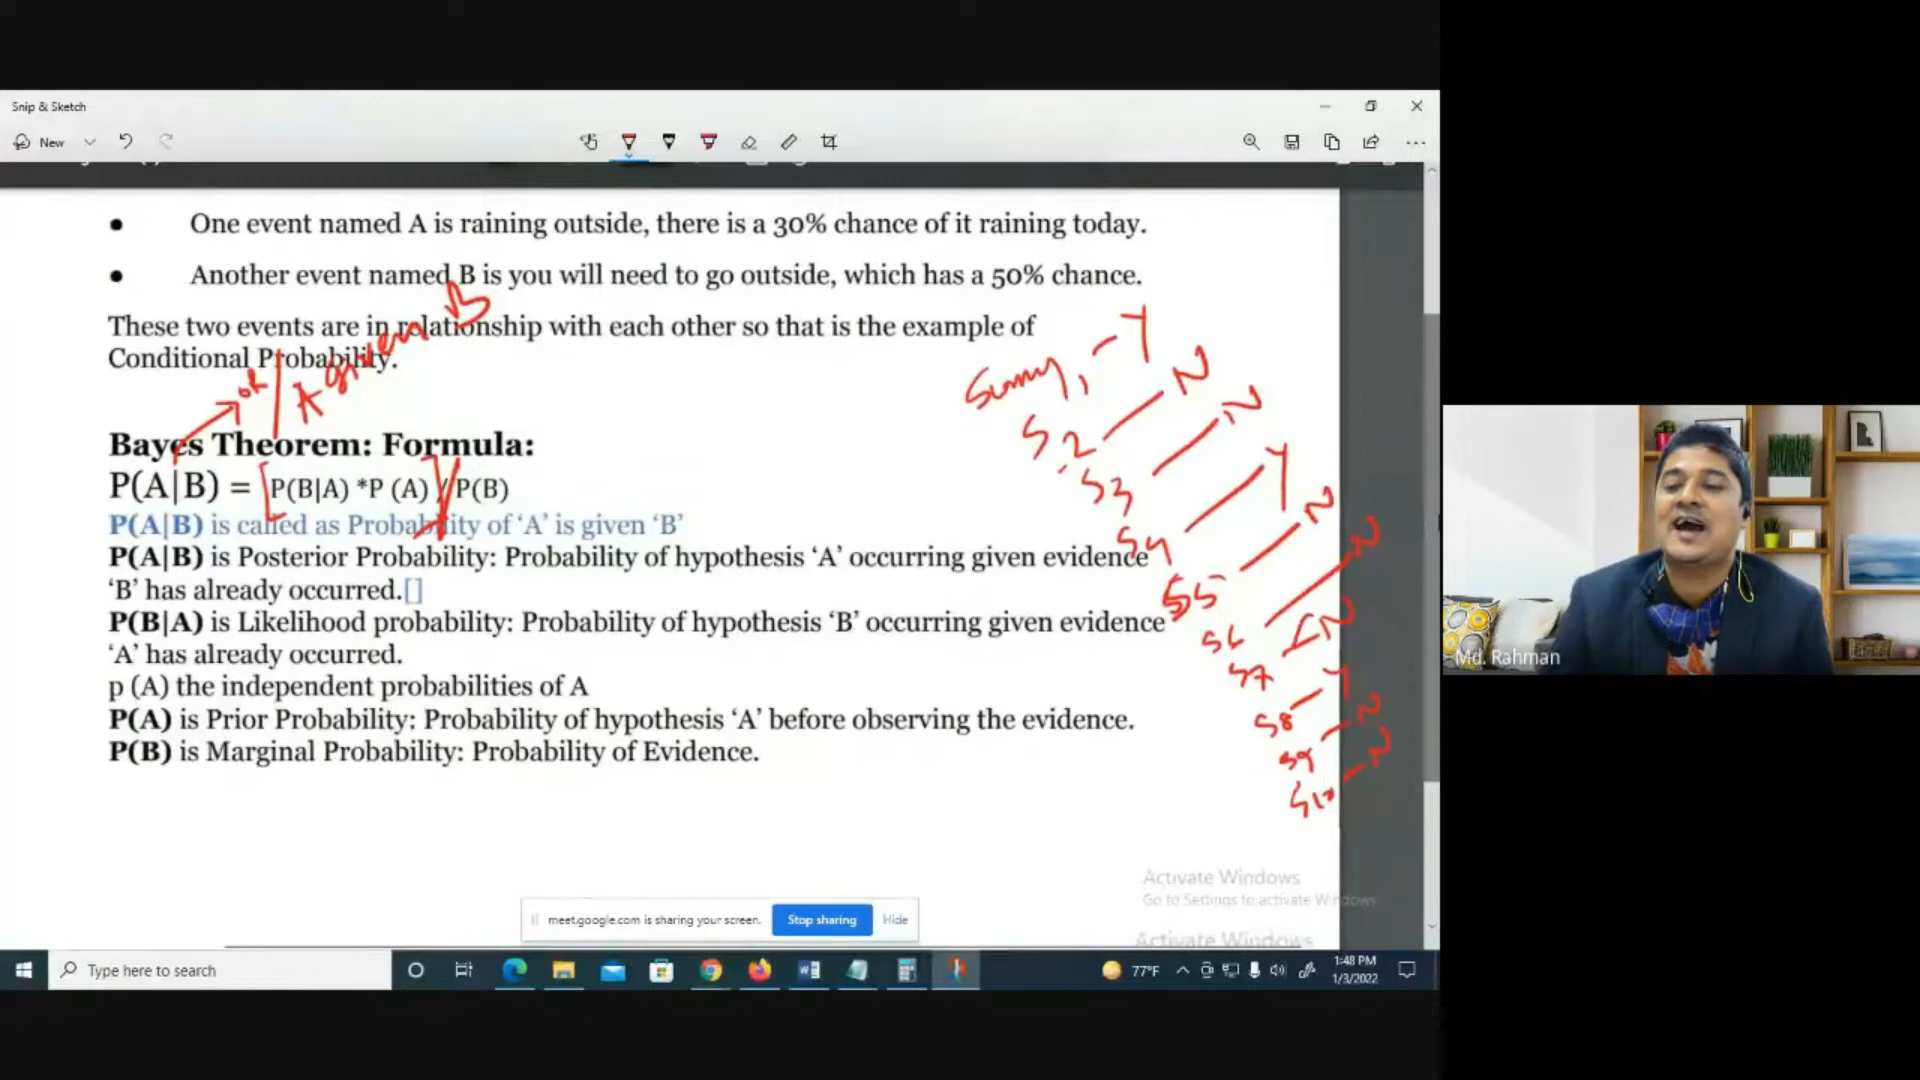 Snip & Sketch
New
One event named A is raining outside, there is a 30% chance of it raining today.
Another event named B is you will need to go outside, which has a 50% chance.
These two events are in relationship with each other so that is the example of
Conditional Probability.
or / A given B
Bayes Theorem: Formula:
P(A|B) = [P(B|A) *P (A)] / P(B)
P(A|B) is called as Probability of ‘A’ is given ‘B’
P(A|B) is Posterior Probability: Probability of hypothesis ‘A’ occurring given evidence
‘B’ has already occurred.[]
P(B|A) is Likelihood probability: Probability of hypothesis ‘B’ occurring given evidence
‘A’ has already occurred.
p (A) the independent probabilities of A
P(A) is Prior Probability: Probability of hypothesis ‘A’ before observing the evidence.
P(B) is Marginal Probability: Probability of Evidence.
Sunny, - Y
S2 - N
S3 - N
S4 - Y
S5 - N
S6 - N
S7 - N
S8 - Y
S9 - N
S10 - N
Md. Rahman
Activate Windows
Go to Settings to activate Windows
Activate Windows
meet.google.com is sharing your screen.
Stop sharing
Hide
Type here to search
77°F
1:48 PM
1/3/2022